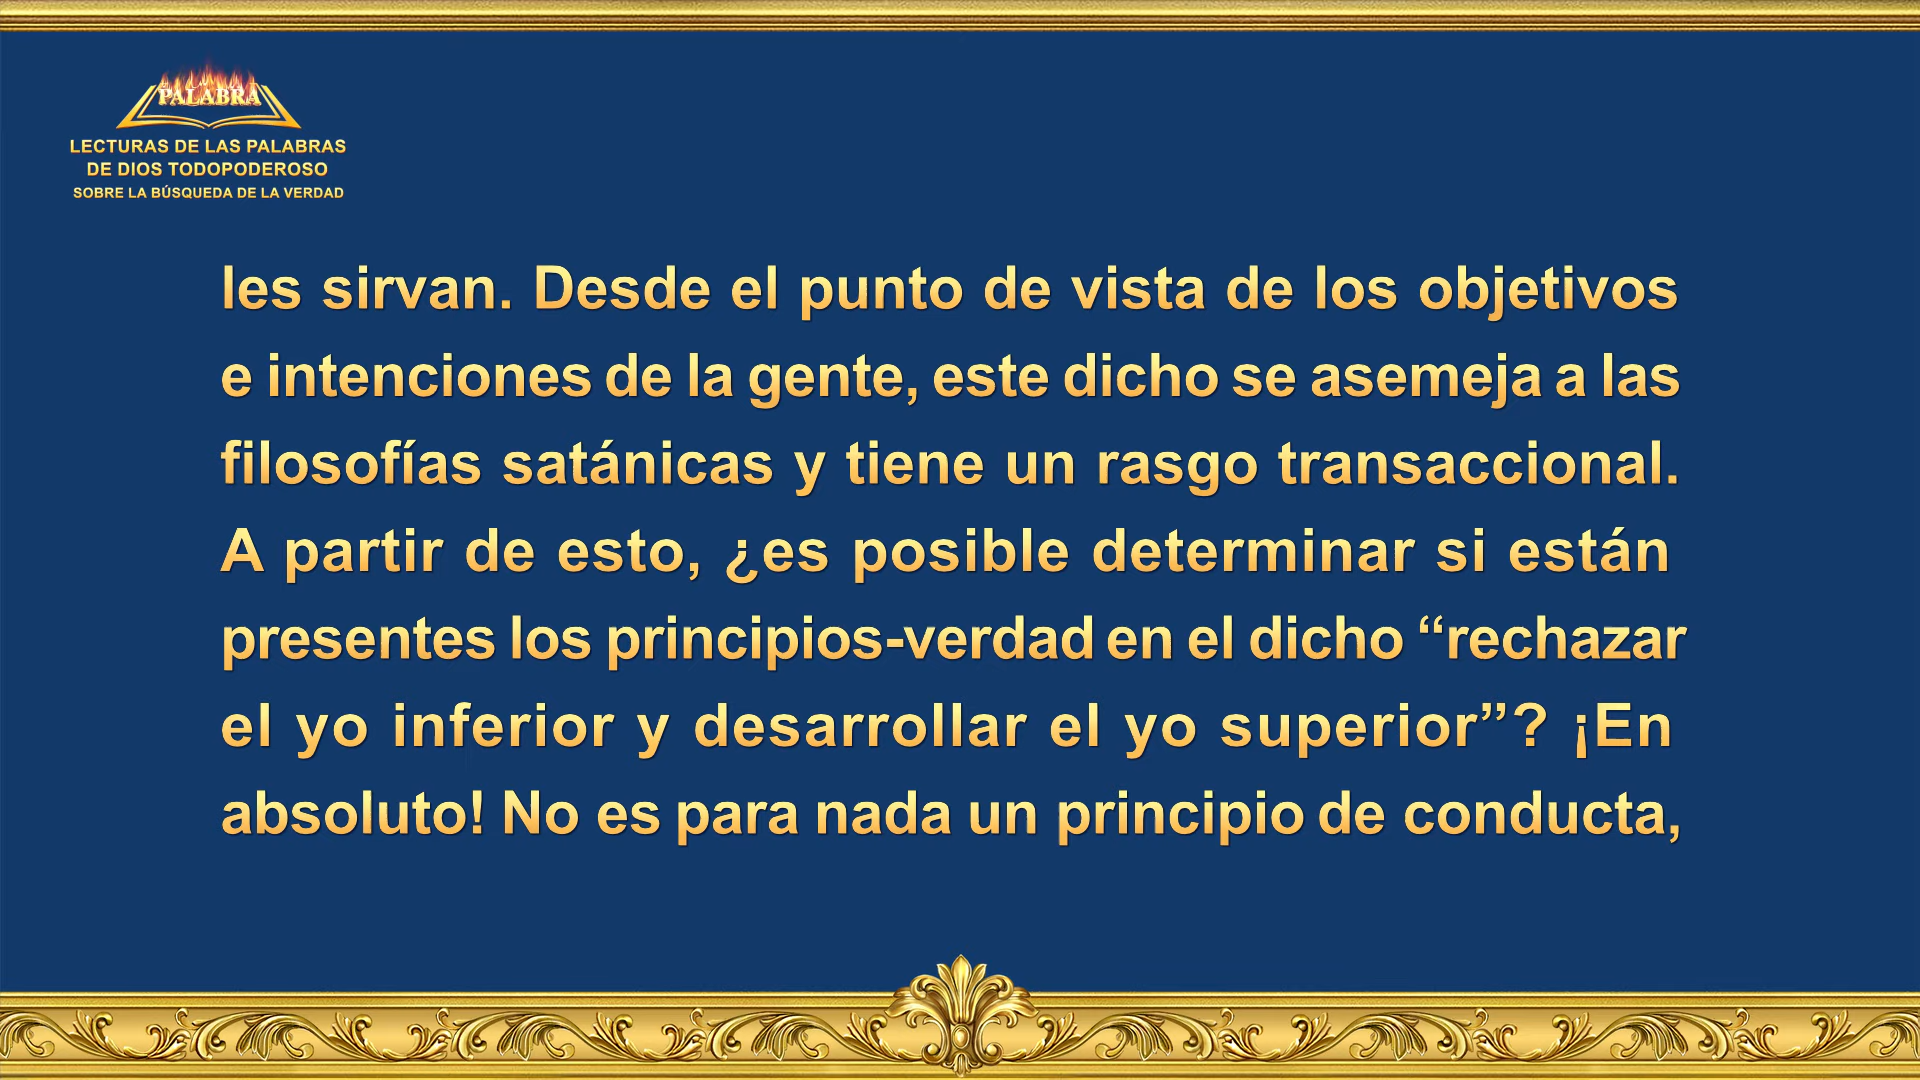 PALABRA
LECTURAS DE LAS PALABRAS
DE DIOS TODOPODEROSO
SOBRE LA BÚSQUEDA DE LA VERDAD
les sirvan. Desde el punto de vista de los objetivos
e intenciones de la gente, este dicho se asemeja a las
filosofías satánicas y tiene un rasgo transaccional.
A partir de esto, ¿es posible determinar si están
presentes los principios-verdad en el dicho “rechazar
el yo inferior y desarrollar el yo superior”? ¡En
absoluto! No es para nada un principio de conducta,